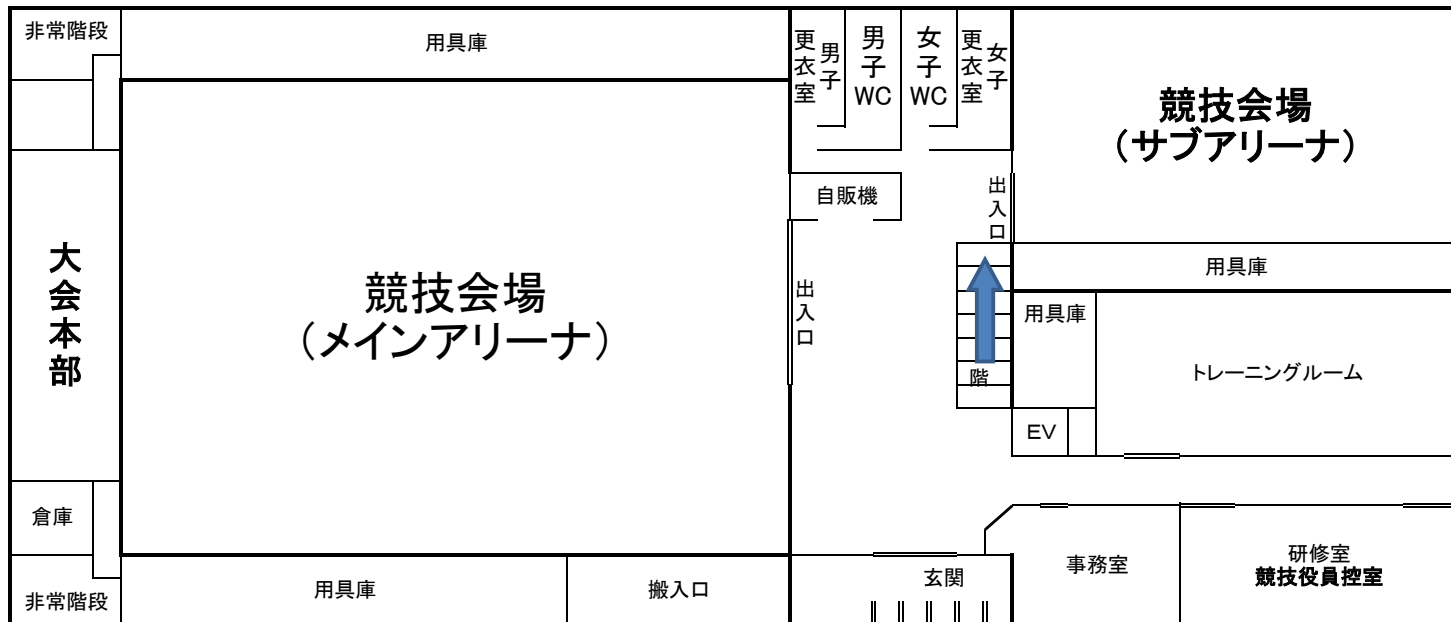 非常階段
用具庫
男子
更衣室
男子
WC
女子
WC
女子
更衣室
競技会場
（サブアリーナ）
自販機
出入口
大会本部
競技会場
（メインアリーナ）
出入口
用具庫
用具庫
トレーニングルーム
階
EV
倉庫
非常階段
用具庫
搬入口
玄関
事務室
研修室
競技役員控室